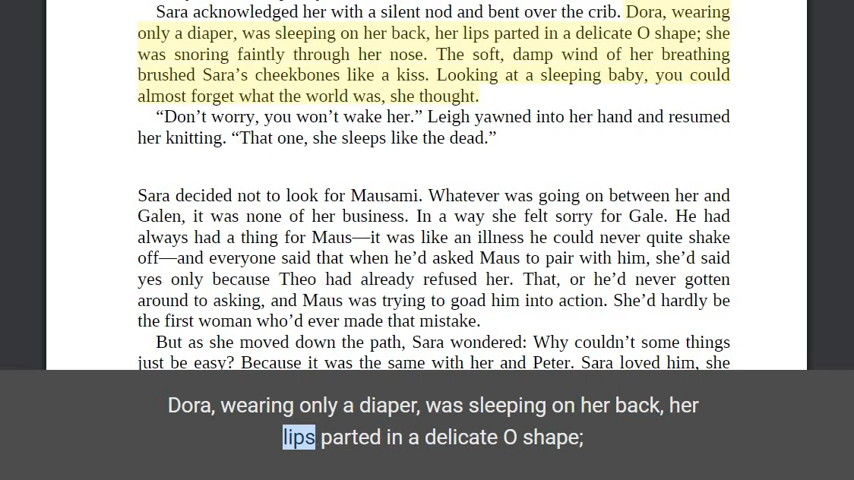 Sara acknowledged her with a silent nod and bent over the crib. Dora, wearing
only a diaper, was sleeping on her back, her lips parted in a delicate O shape; she
was snoring faintly through her nose. The soft, damp wind of her breathing
brushed Sara’s cheekbones like a kiss. Looking at a sleeping baby, you could
almost forget what the world was, she thought.
“Don’t worry, you won’t wake her.” Leigh yawned into her hand and resumed
her knitting. “That one, she sleeps like the dead.”
Sara decided not to look for Mausami. Whatever was going on between her and
Galen, it was none of her business. In a way she felt sorry for Gale. He had
always had a thing for Maus—it was like an illness he could never quite shake
off—and everyone said that when he’d asked Maus to pair with him, she’d said
yes only because Theo had already refused her. That, or he’d never gotten
around to asking, and Maus was trying to goad him into action. She’d hardly be
the first woman who’d ever made that mistake.
But as she moved down the path, Sara wondered: Why couldn’t some things
just be easy? Because it was the same with her and Peter. Sara loved him, she
Dora, wearing only a diaper, was sleeping on her back, her
lips parted in a delicate O shape;